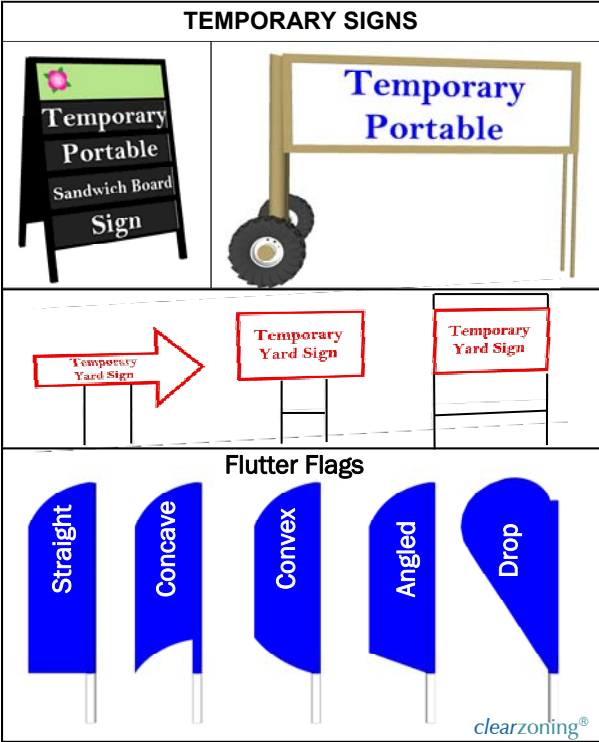 TEMPORARY SIGNS
Temporary
Portable
Sandwich Board
Sign
Temporary
Portable
Temporary
Yard Sign
Temporary
Yard Sign
Temporary
Yard Sign
Flutter Flags
Straight
Concave
Convex
Angled
Drop
clearzoning®